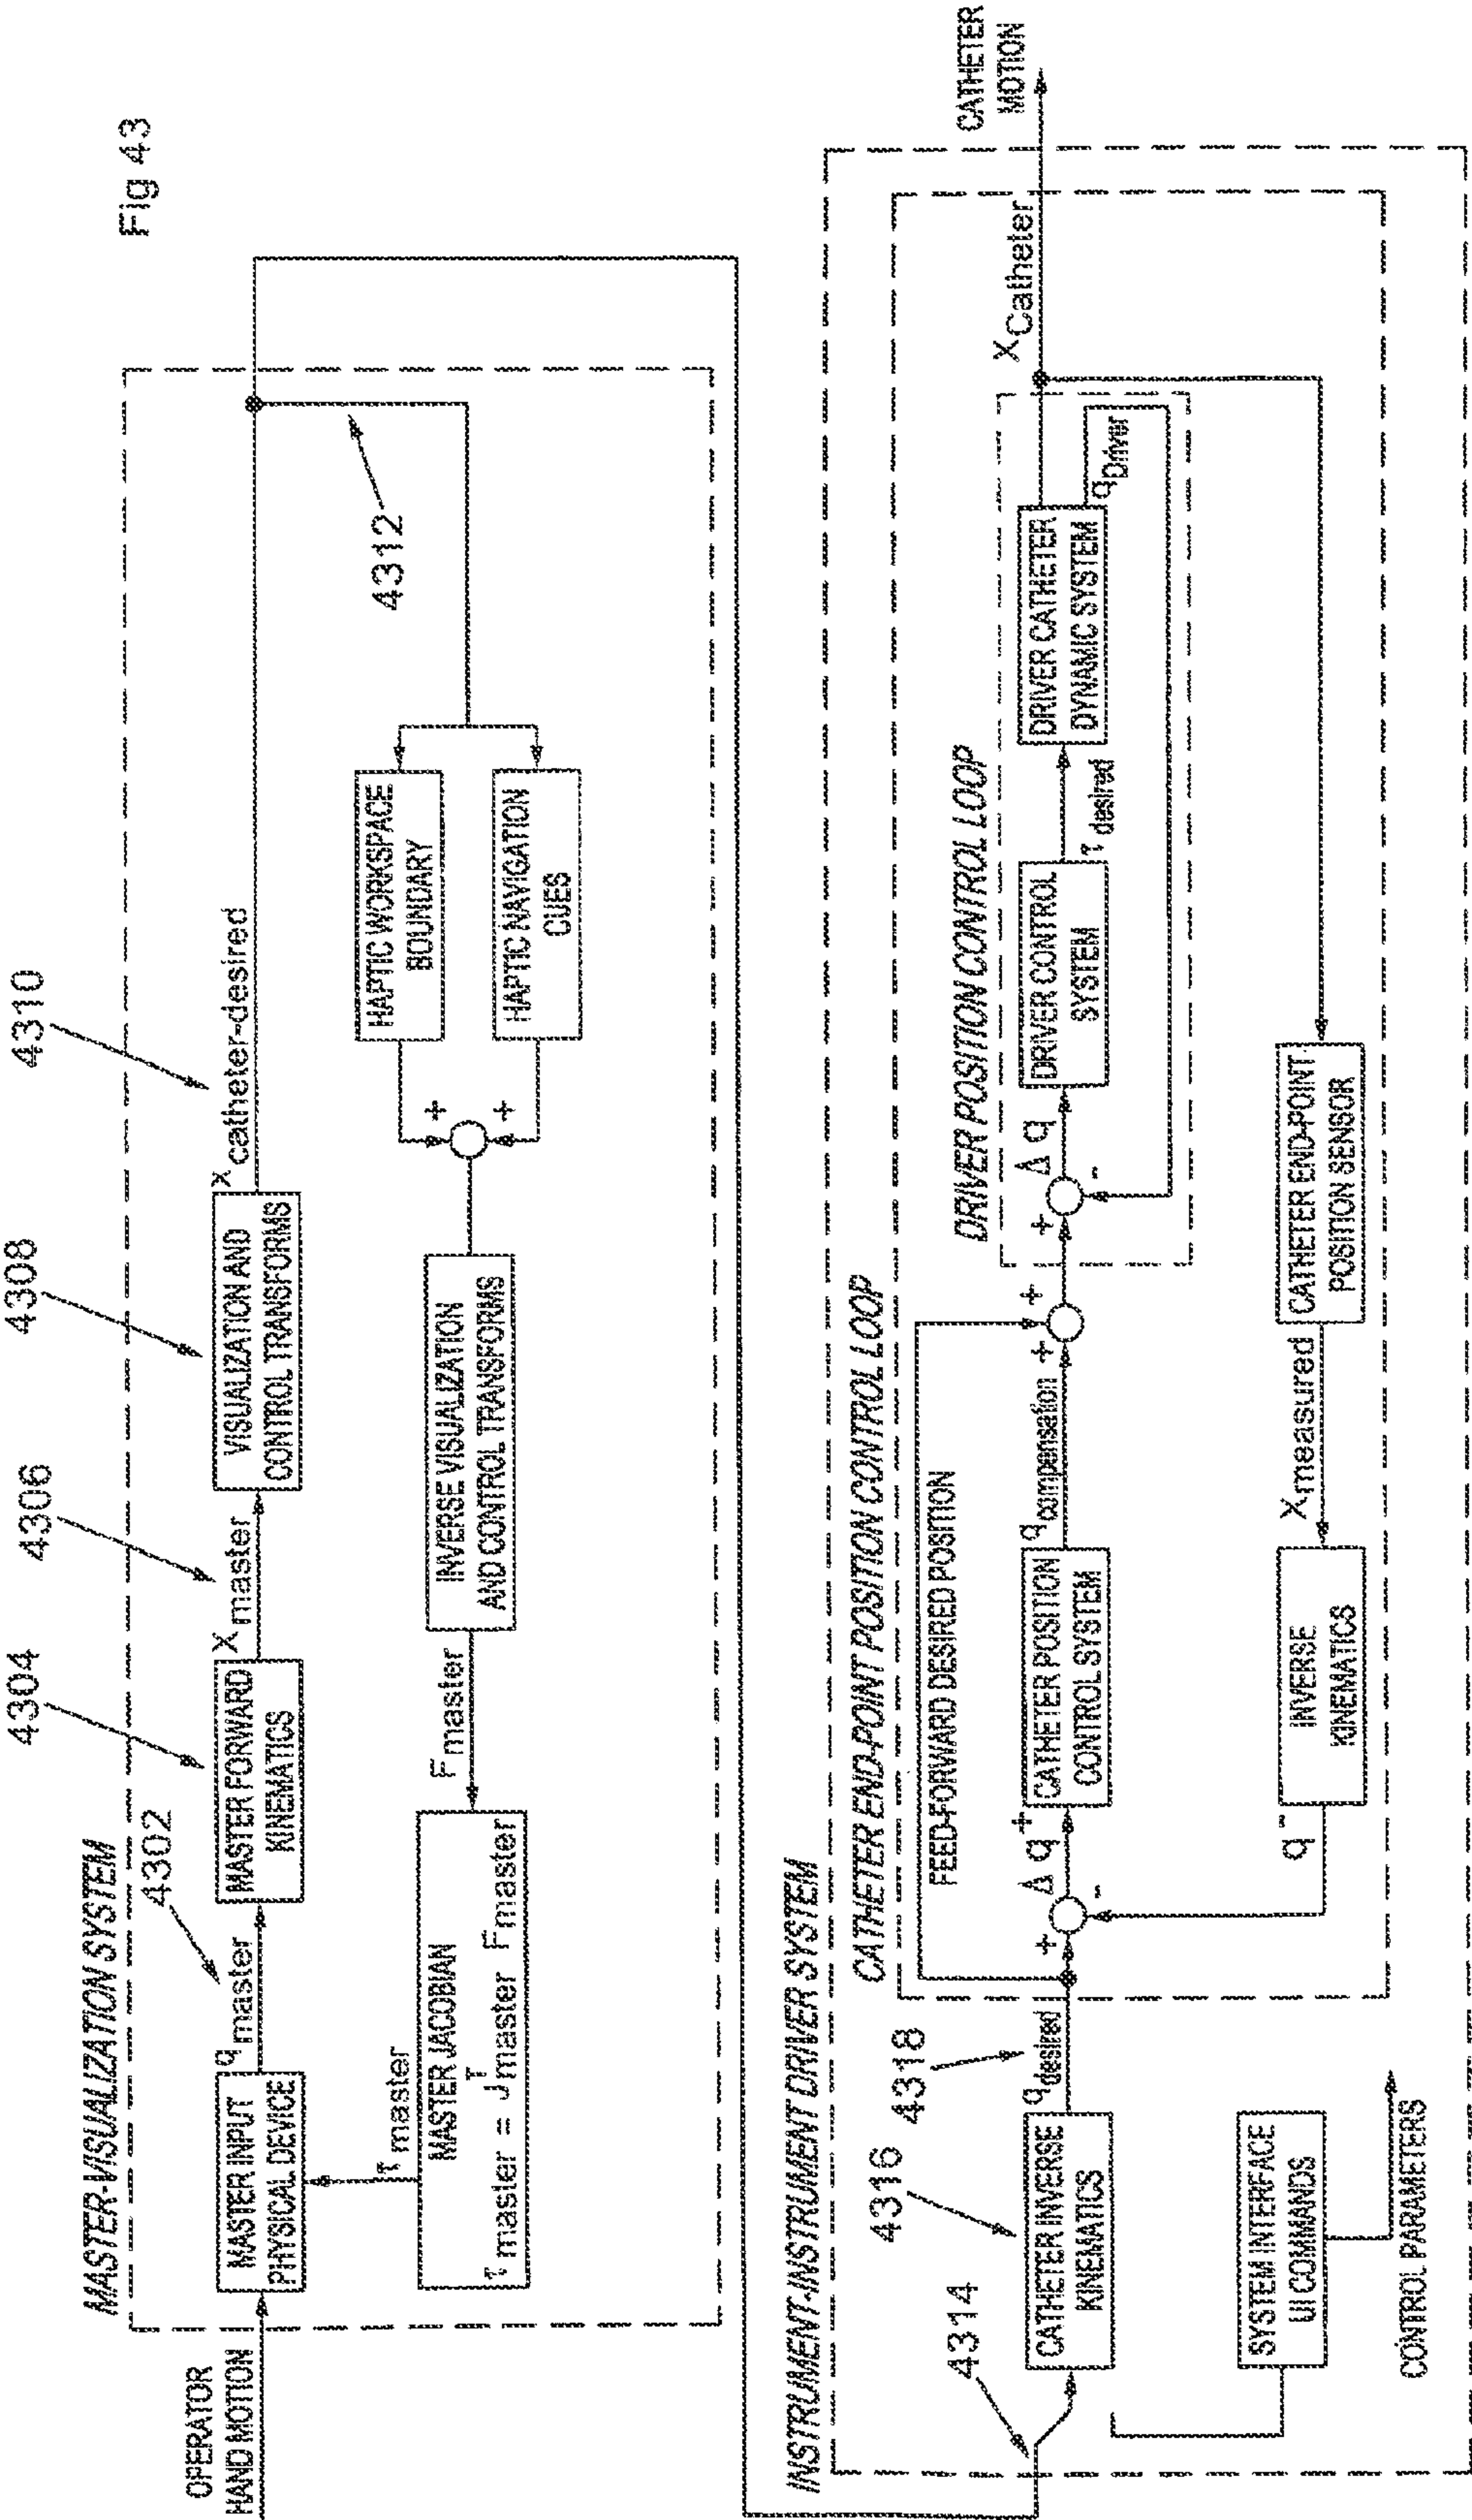 Fig 43
MASTER-VISUALIZATION SYSTEM
OPERATOR
HAND MOTION
MASTER INPUT
PHYSICAL DEVICE
q master
4302
MASTER FORWARD
KINEMATICS
4304
X master
4306
VISUALIZATION AND
CONTROL TRANSFORMS
4308
X catheter-desired
4310
4312
HAPTIC WORKSPACE
BOUNDARY
HAPTIC NAVIGATION
CUES
+
+
INVERSE VISUALIZATION
AND CONTROL TRANSFORMS
F master
MASTER JACOBIAN
τ master = J T master F master
τ master
INSTRUMENT-INSTRUMENT DRIVER SYSTEM
4314
CATHETER INVERSE
KINEMATICS
4316
q desired
4318
SYSTEM INTERFACE
UI COMMANDS
CONTROL PARAMETERS
CATHETER END-POINT POSITION CONTROL LOOP
FEED-FORWARD DESIRED POSITION
+
-
Δ q +
CATHETER POSITION
CONTROL SYSTEM
q compensation
+
+
DRIVER POSITION CONTROL LOOP
+
-
Δ q
DRIVER CONTROL
SYSTEM
τ desired
DRIVER CATHETER
DYNAMIC SYSTEM
q Driver
X Catheter
CATHETER
MOTION
CATHETER END-POINT
POSITION SENSOR
X measured
INVERSE
KINEMATICS
q -